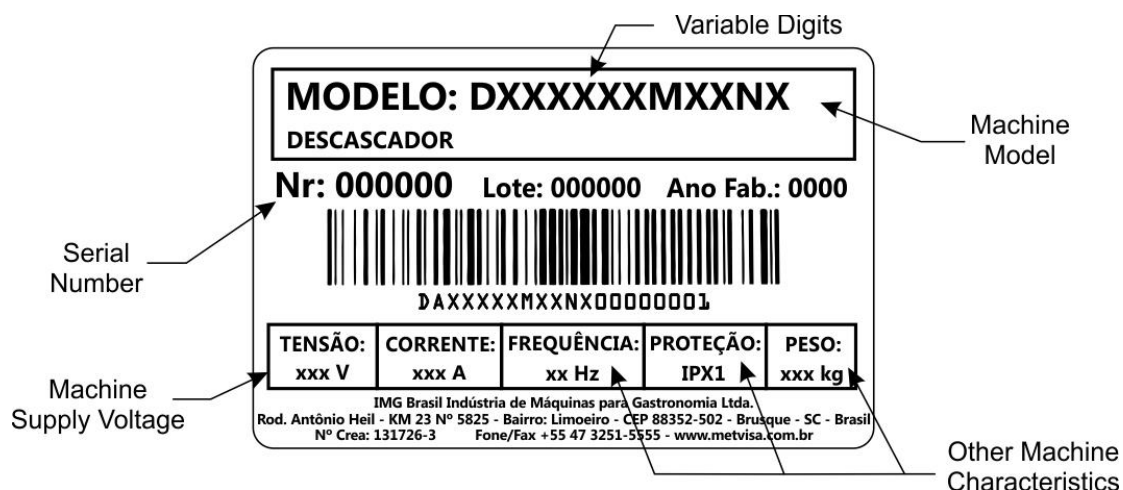 Variable Digits
MODELO: DXXXXXXMXXNX
DESCASCADOR
Machine
Model
Nr: 000000 Lote: 000000 Ano Fab.: 0000
Serial
Number
DAXXXXXMXXNX00000001
TENSÃO: CORRENTE: FREQUÊNCIA: PROTEÇÃO: PESO:
xxx V xxx A xx Hz IPX1 xxx kg
Machine
Supply Voltage
IMG Brasil Indústria de Máquinas para Gastronomia Ltda.
Rod. Antônio Heil - KM 23 Nº 5825 - Bairro: Limoeiro - CEP 88352-502 - Brusque - SC - Brasil
Nº Crea: 131726-3 Fone/Fax +55 47 3251-5555 - www.metvisa.com.br
Other Machine
Characteristics